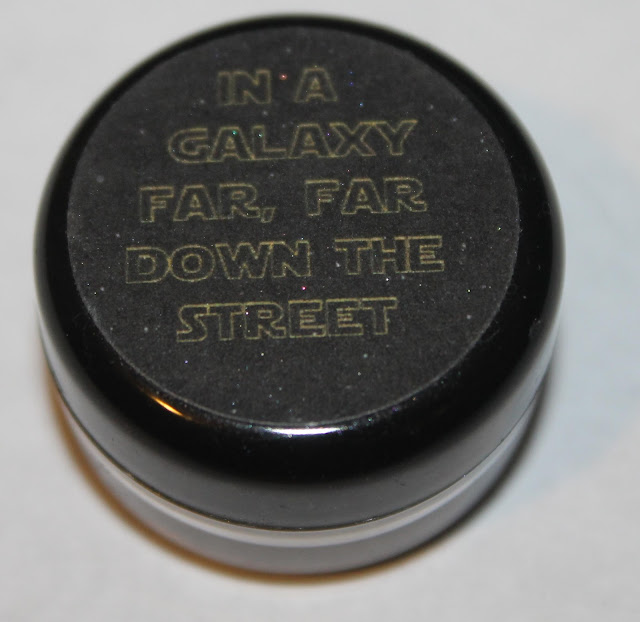 IN A
GALAXY
FAR, FAR
DOWN THE
STREET